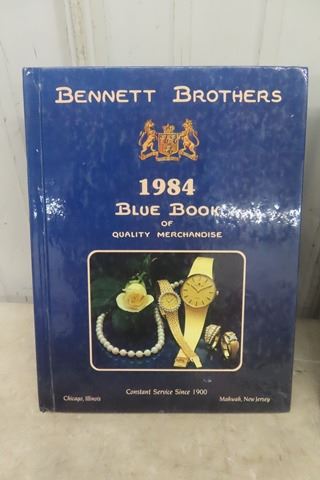 BENNETT BROTHERS
1984
BLUE BOOK
OF
QUALITY MERCHANDISE
Constant Service Since 1900
Chicago, Illinois
Mahwah, New Jersey